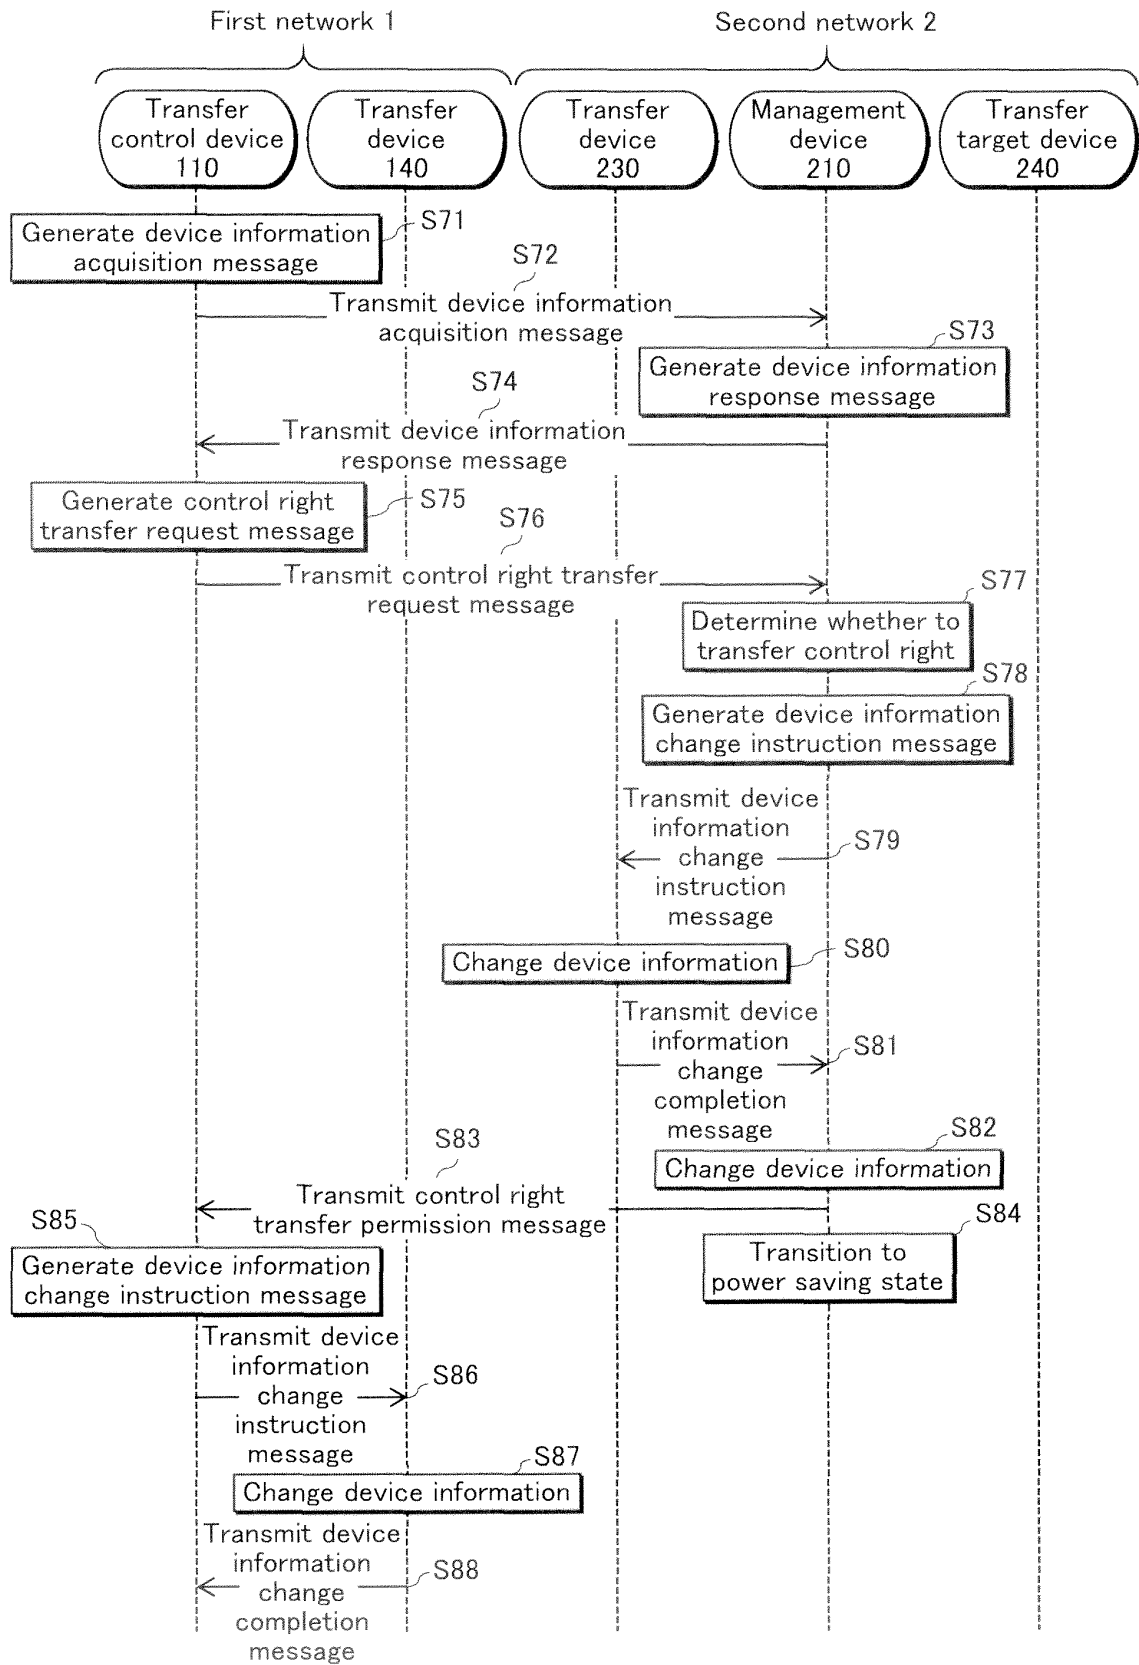 First network 1
Second network 2
Transfer
control device
110
Transfer
device
140
Transfer
device
230
Management
device
210
Transfer
target device
240
S71
Generate device information
acquisition message
S72
Transmit device information
acquisition message
S73
Generate device information
response message
S74
Transmit device information
response message
S75
Generate control right
transfer request message
S76
Transmit control right transfer
request message
S77
Determine whether to
transfer control right
S78
Generate device information
change instruction message
Transmit device
information
change
instruction
message
S79
S80
Change device information
Transmit device
information
change
completion
message
S81
S82
Change device information
S83
Transmit control right
transfer permission message
S84
Transition to
power saving state
S85
Generate device information
change instruction message
Transmit device
information
change
instruction
message
S86
S87
Change device information
Transmit device
information
change
completion
message
S88